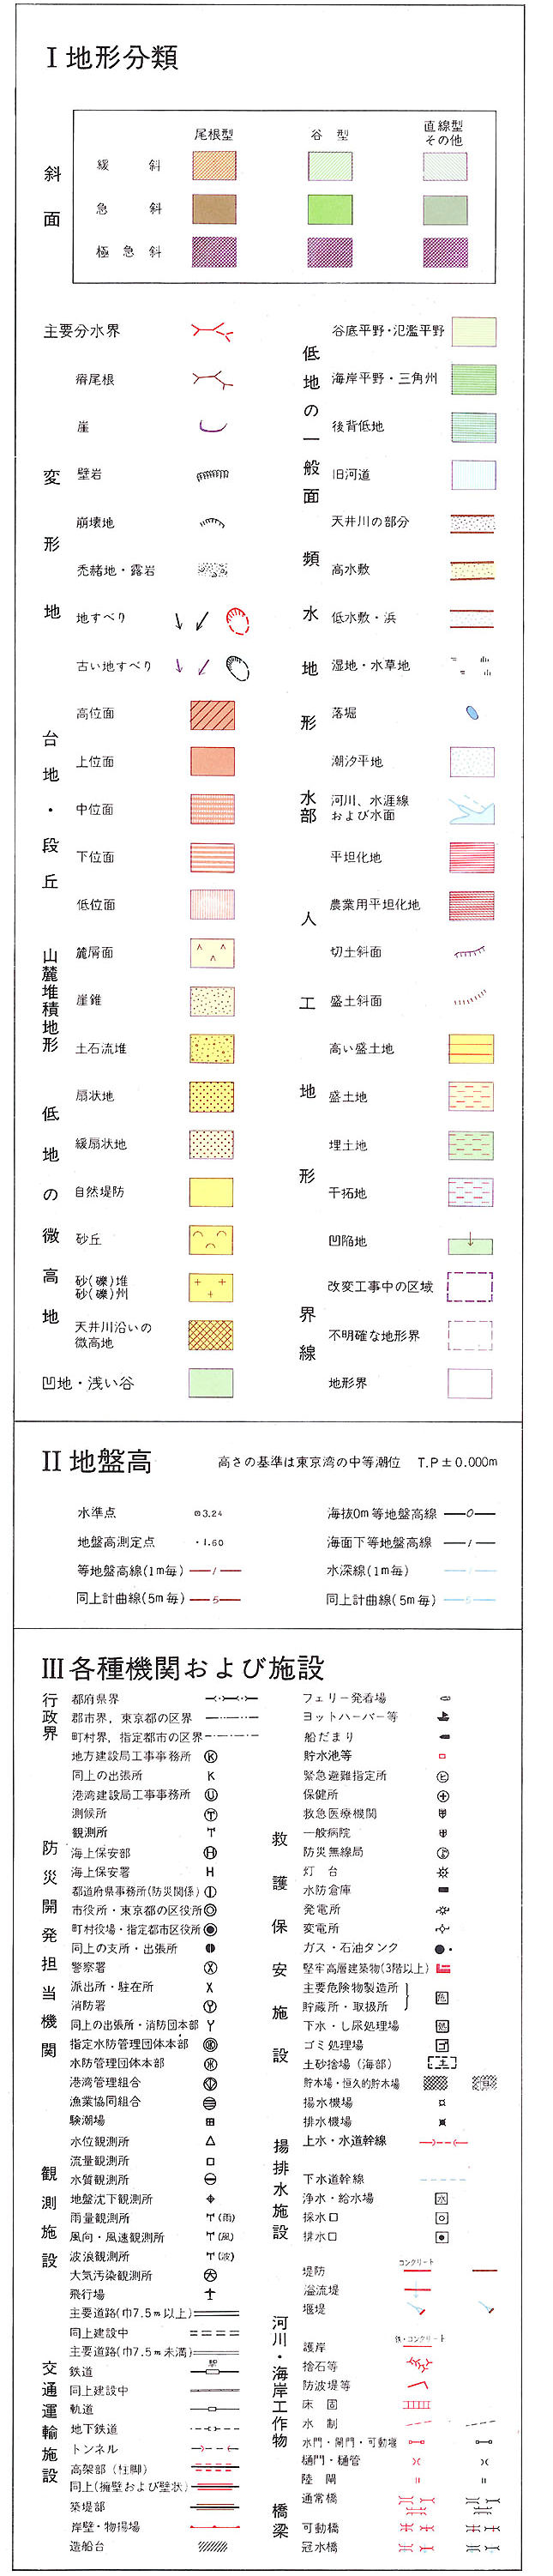 I 地形分類
尾根型 谷 型 直線型 その他
斜面
緩 斜
急 斜
極 急 斜
主要分水界
瘠尾根
崖
変形地
壁岩
崩壊地
禿赭地・露岩
地すべり
古い地すべり
台地・段丘
高位面
上位面
中位面
下位面
低位面
山麓堆積地形
麓屑面
崖錐
土石流堆
低地の微高地
扇状地
緩扇状地
自然堤防
砂丘
砂(礫)堆
砂(礫)州
天井川沿いの
微高地
凹地・浅い谷
低地の一般面
谷底平野・氾濫平野
海岸平野・三角州
後背低地
旧河道
頻水地形
天井川の部分
高水敷
低水敷・浜
湿地・水草地
落堀
潮汐平地
水部
河川、水涯線
および水面
人工地形
平坦化地
農業用平坦化地
切土斜面
盛土斜面
高い盛土地
盛土地
埋土地
干拓地
凹陥地
改変工事中の区域
界線
不明確な地形界
地形界
II 地盤高 高さの基準は東京湾の中等潮位 T.P±0.000m
水準点 3.24
地盤高測定点 ・1.60
等地盤高線(1m毎) 1
同上計曲線(5m毎) 5
海抜0m等地盤高線 0
海面下等地盤高線 1
水深線(1m毎) 1
同上計曲線(5m毎) 5
III 各種機関および施設
行政界
都府県界
郡市界, 東京都の区界
町村界, 指定都市の区界
防災開発担当機関
地方建設局工事事務所 K
同上の出張所 K
港湾建設局工事事務所 U
測候所 T
観測所
海上保安部 H
海上保安署 H
都道府県事務所(防災関係)
市役所・東京都の区役所
町村役場・指定都市区役所
同上の支所・出張所
警察署 X
派出所・駐在所 X
消防署 Y
同上の出張所・消防団本部 Y
指定水防管理団体本部
水防管理団体本部
港湾管理組合
漁業協同組合
観測施設
験潮場
水位観測所
流量観測所
水質観測所
地盤沈下観測所
雨量観測所 (雨)
風向・風速観測所 (風)
波浪観測所 (波)
大気汚染観測所
飛行場
交通運輸施設
主要道路(巾7.5m以上)
同上建設中
主要道路(巾7.5m未満)
鉄道 駅
同上建設中
軌道
地下鉄道
トンネル
高架部(柱脚)
同上(擁壁および壁状)
築堤部
岸壁・物揚場
造船台
フェリー発着場
ヨットハーバー等
船だまり
貯水池等
救護保安施設
緊急避難指定所 ヒ
保健所
救急医療機関
一般病院
防災無線局
灯 台
水防倉庫
発電所
変電所
ガス・石油タンク
堅牢高層建築物(3階以上)
主要危険物製造所
貯蔵所・取扱所 危
下水・し尿処理場
ゴミ処理場
土砂捨場(海部) 土
貯木場・恒久的貯木場
揚排水施設
揚水機場
排水機場
上水・水道幹線
下水道幹線
浄水・給水場 水
採水口
排水口
河川・海岸工作物
コンクリート
堤防
溢流堤
堰堤
鉄・コンクリート
護岸
捨石等
防波堤等
床 固
水 制
水門・閘門・可動堰
樋門・樋管
陸 閘
橋梁
通常橋
可動橋
冠水橋